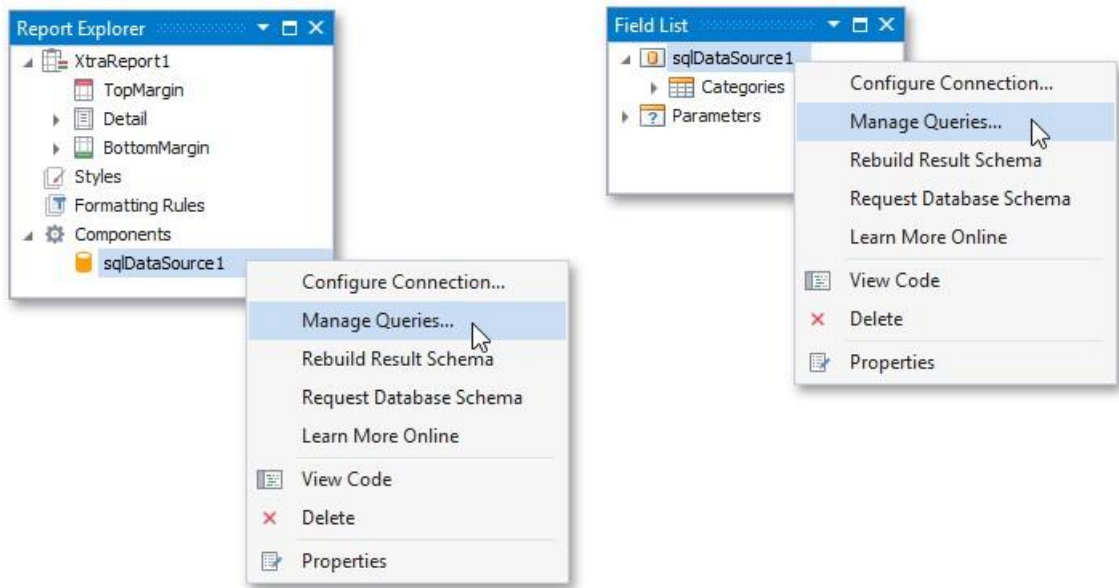 Report Explorer
XtraReport1
TopMargin
Detail
BottomMargin
Styles
Formatting Rules
Components
sqlDataSource1
Configure Connection...
Manage Queries...
Rebuild Result Schema
Request Database Schema
Learn More Online
View Code
Delete
Properties
Field List
sqlDataSource1
Categories
Parameters
Configure Connection...
Manage Queries...
Rebuild Result Schema
Request Database Schema
Learn More Online
View Code
Delete
Properties